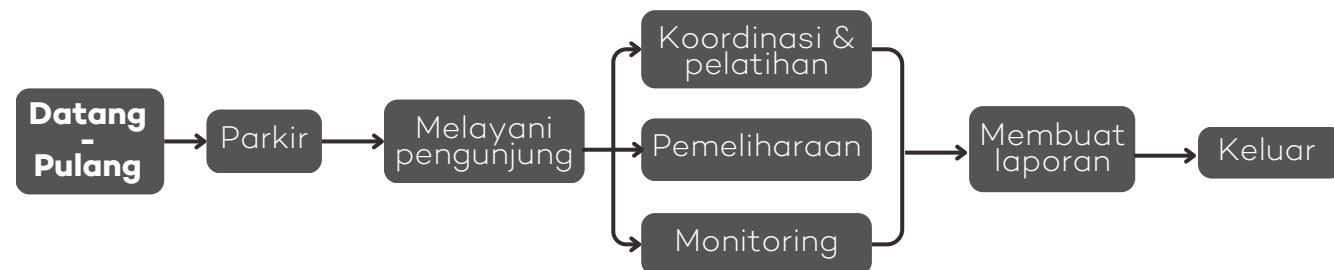 Datang
-
Pulang
Parkir
Melayani
pengunjung
Koordinasi &
pelatihan
Pemeliharaan
Monitoring
Membuat
laporan
Keluar